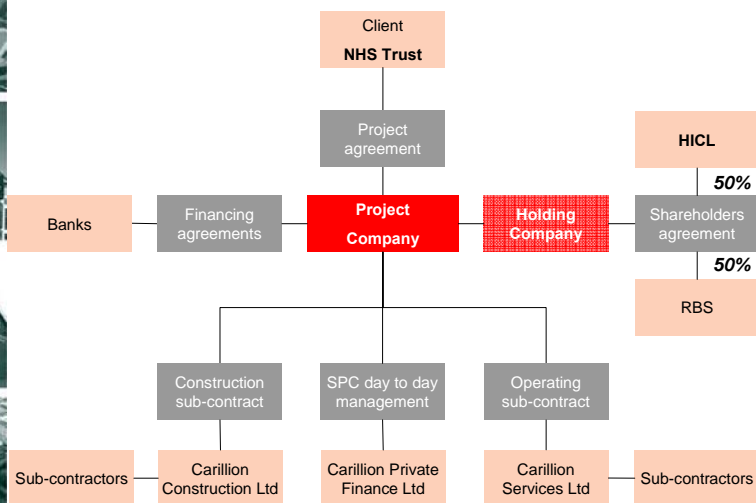 Client
NHS Trust
Project
agreement
HICL
50%
Banks
Financing
agreements
Project
Company
Holding
Company
Shareholders
agreement
50%
RBS
Construction
sub-contract
SPC day to day
management
Operating
sub-contract
Sub-contractors
Carillion
Construction Ltd
Carillion Private
Finance Ltd
Carillion
Services Ltd
Sub-contractors